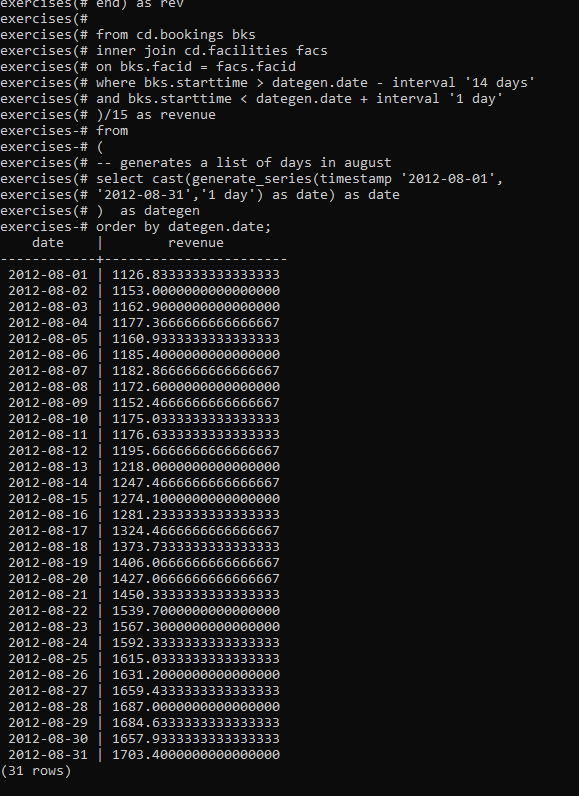 exercises(# end) as rev
exercises(#
exercises(# from cd.bookings bks
exercises(# inner join cd.facilities facs
exercises(# on bks.facid = facs.facid
exercises(# where bks.starttime > dategen.date - interval '14 days'
exercises(# and bks.starttime < dategen.date + interval '1 day'
exercises(# )/15 as revenue
exercises-# from
exercises-# (
exercises(# -- generates a list of days in august
exercises(# select cast(generate_series(timestamp '2012-08-01',
exercises(# '2012-08-31','1 day') as date) as date
exercises(# )  as dategen
exercises-# order by dategen.date;
    date    |        revenue
------------+-----------------------
 2012-08-01 | 1126.8333333333333333
 2012-08-02 | 1153.0000000000000000
 2012-08-03 | 1162.9000000000000000
 2012-08-04 | 1177.3666666666666667
 2012-08-05 | 1160.9333333333333333
 2012-08-06 | 1185.4000000000000000
 2012-08-07 | 1182.8666666666666667
 2012-08-08 | 1172.6000000000000000
 2012-08-09 | 1152.4666666666666667
 2012-08-10 | 1175.0333333333333333
 2012-08-11 | 1176.6333333333333333
 2012-08-12 | 1195.6666666666666667
 2012-08-13 | 1218.0000000000000000
 2012-08-14 | 1247.4666666666666667
 2012-08-15 | 1274.1000000000000000
 2012-08-16 | 1281.2333333333333333
 2012-08-17 | 1324.4666666666666667
 2012-08-18 | 1373.7333333333333333
 2012-08-19 | 1406.0666666666666667
 2012-08-20 | 1427.0666666666666667
 2012-08-21 | 1450.3333333333333333
 2012-08-22 | 1539.7000000000000000
 2012-08-23 | 1567.3000000000000000
 2012-08-24 | 1592.3333333333333333
 2012-08-25 | 1615.0333333333333333
 2012-08-26 | 1631.2000000000000000
 2012-08-27 | 1659.4333333333333333
 2012-08-28 | 1687.0000000000000000
 2012-08-29 | 1684.6333333333333333
 2012-08-30 | 1657.9333333333333333
 2012-08-31 | 1703.4000000000000000
(31 rows)